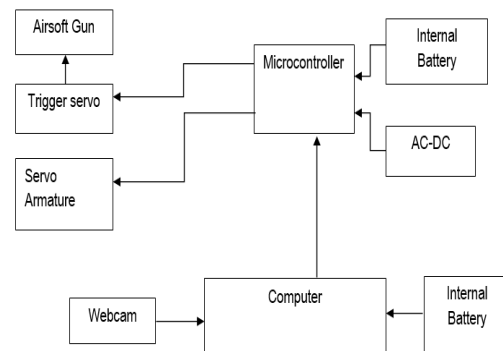 Airsoft Gun
Trigger servo
Servo
Armature
Microcontroller
Internal
Battery
AC-DC
Webcam
Computer
Internal
Battery